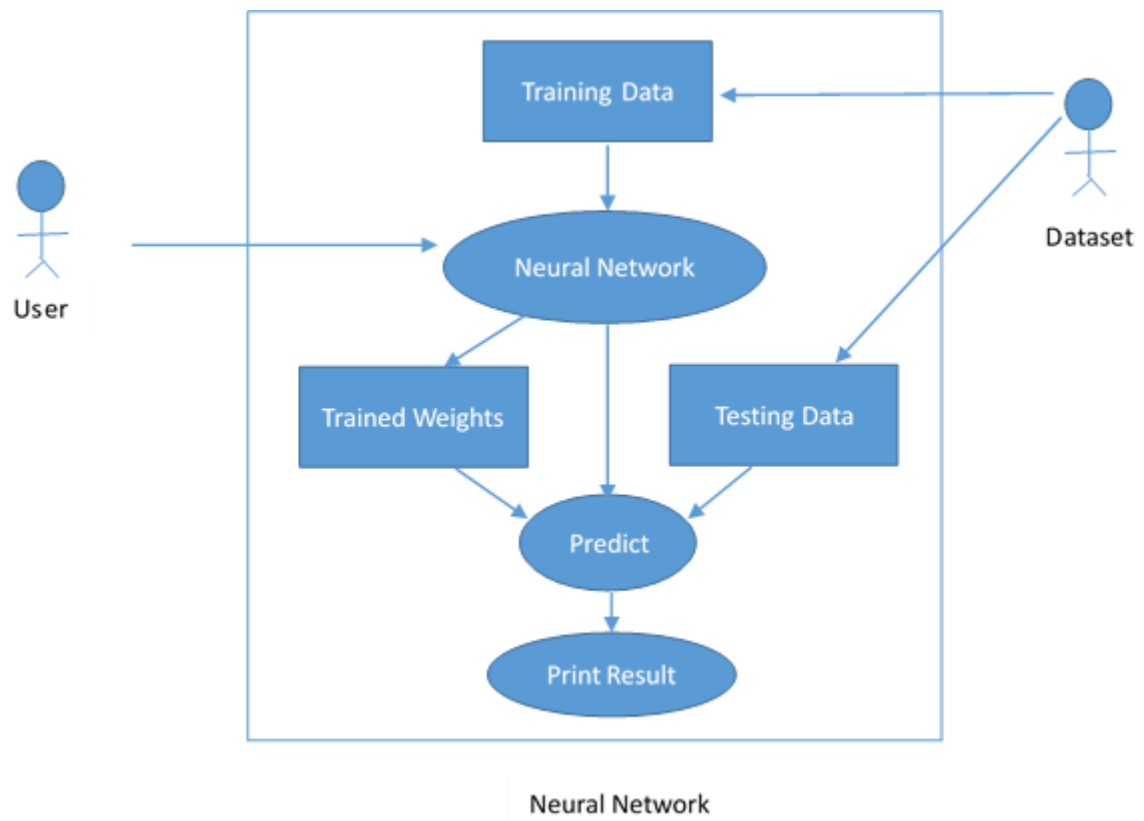 Training Data
Dataset
Neural Network
User
Trained Weights
Testing Data
Predict
Print Result
Neural Network